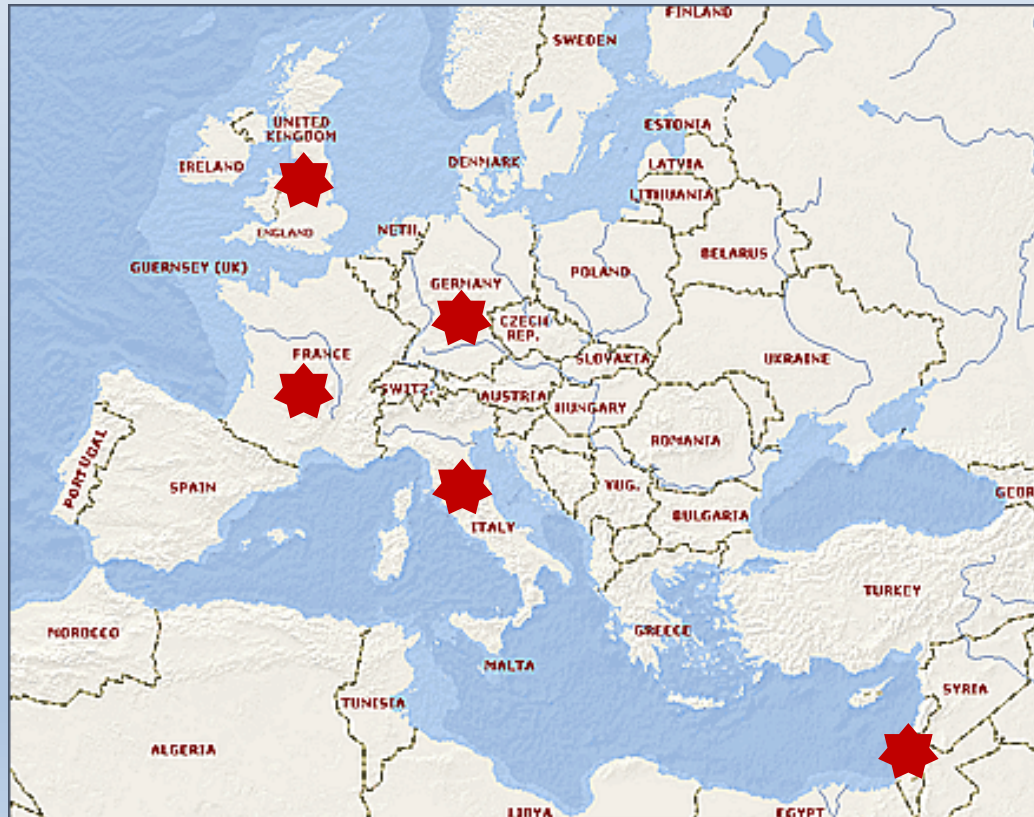 FINLAND
SWEDEN
UNITED
KINGDOM
ESTONIA
IRELAND
DENMARK
LATVIA
LITHUANIA
ENGLAND
NETH.
BELARUS
GUERNSEY (UK)
POLAND
GERMANY
CZECH
REP.
FRANCE
SLOVAKIA
UKRAINE
SWITZ.
AUSTRIA
HUNGARY
ROMANIA
PORTUGAL
SPAIN
YUG.
GEOR
BULGARIA
ITALY
TURKEY
MOROCCO
GREECE
MALTA
SYRIA
TUNISIA
ALGERIA
LIBYA
EGYPT